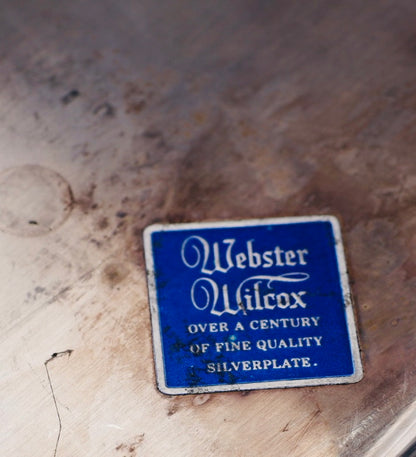 Webster
Wilcox
OVER A CENTURY
OF FINE QUALITY
SILVERPLATE.